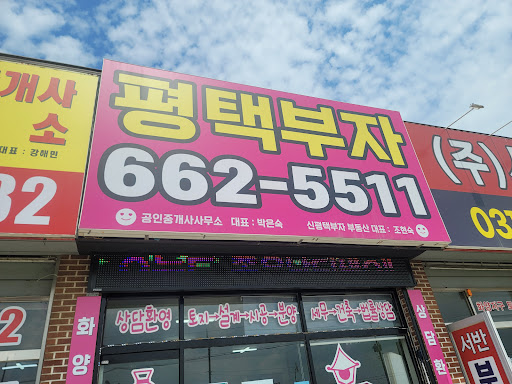 개사
소
대표 : 강해민
32
평택부자
662-5511
공인중개사사무소 대표 : 박은숙
신평택부자 부동산 대표 : 조현숙
(주)
031
상담환영
토지→설계→시공→분양
세무→건축→법률상담
화양
상담환
서반